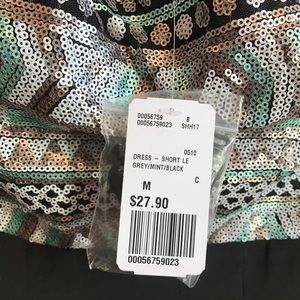 00056759 8
00056759023 SHH17
0510
DRESS – SHORT LE
GREY/MINT/BLACK
M C
$27.90
00056759023